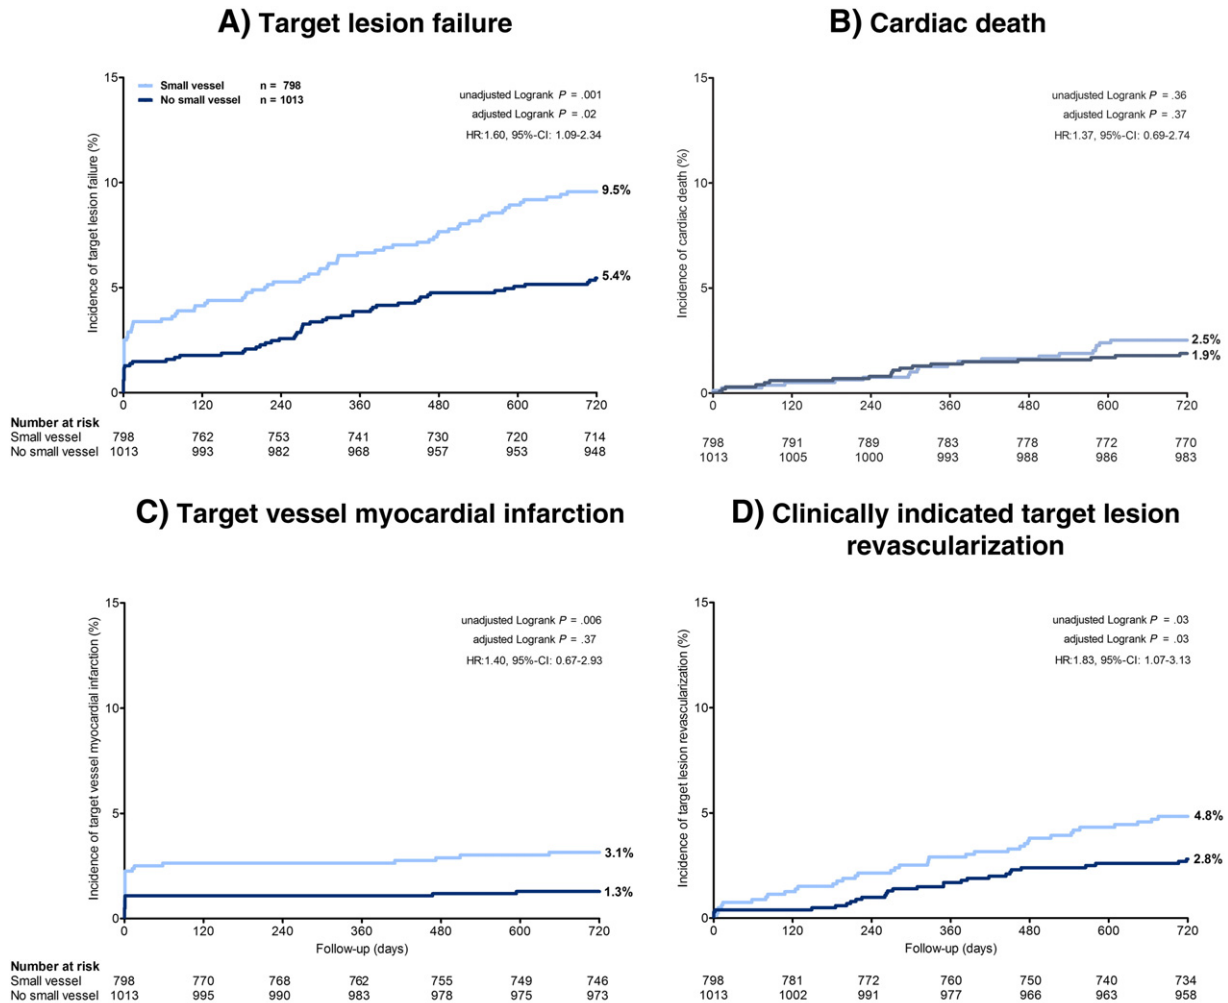 A) Target lesion failure
Incidence of target lesion failure (%)
15
10
5
0
Small vessel n = 798
No small vessel n = 1013
unadjusted Logrank P = .001
adjusted Logrank P = .02
HR:1.60, 95%-CI: 1.09-2.34
9.5%
5.4%
0 120 240 360 480 600 720
Number at risk
Small vessel 798 762 753 741 730 720 714
No small vessel 1013 993 982 968 957 953 948
B) Cardiac death
Incidence of cardiac death (%)
15
10
5
0
unadjusted Logrank P = .36
adjusted Logrank P = .37
HR:1.37, 95%-CI: 0.69-2.74
2.5%
1.9%
0 120 240 360 480 600 720
798 791 789 783 778 772 770
1013 1005 1000 993 988 986 983
C) Target vessel myocardial infarction
Incidence of target vessel myocardial infarction (%)
15
10
5
0
unadjusted Logrank P = .006
adjusted Logrank P = .37
HR:1.40, 95%-CI: 0.67-2.93
3.1%
1.3%
0 120 240 360 480 600 720
Follow-up (days)
Number at risk
Small vessel 798 770 768 762 755 749 746
No small vessel 1013 995 990 983 978 975 973
D) Clinically indicated target lesion
revascularization
Incidence of target lesion revascularization (%)
15
10
5
0
unadjusted Logrank P = .03
adjusted Logrank P = .03
HR:1.83, 95%-CI: 1.07-3.13
4.8%
2.8%
0 120 240 360 480 600 720
Follow-up (days)
798 781 772 760 750 740 734
1013 1002 991 977 966 963 958